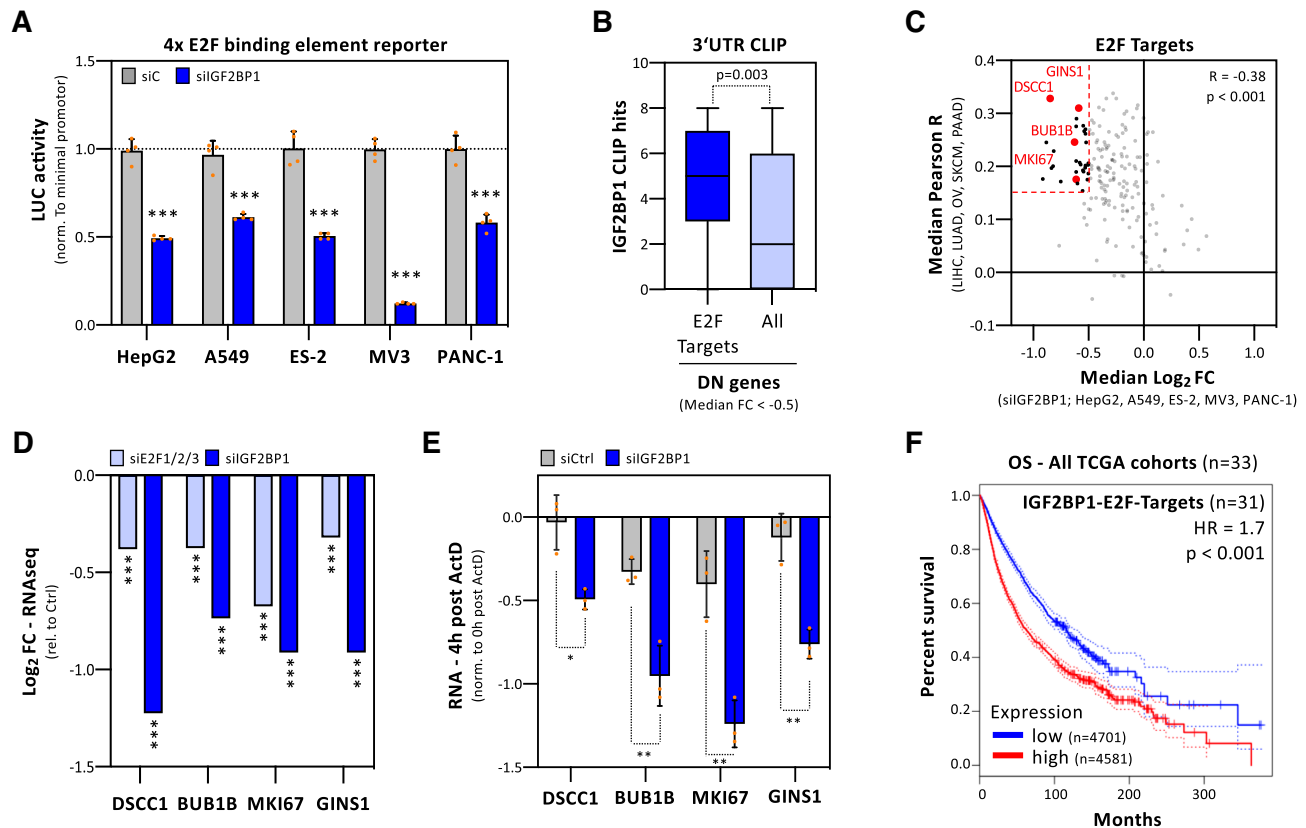 A
4x E2F binding element reporter
LUC activity
(norm. To minimal promotor)
1.5
1.0
0.5
0.0
siC
siIGF2BP1
***
***
***
***
***
HepG2
A549
ES-2
MV3
PANC-1
B
3‘UTR CLIP
p=0.003
IGF2BP1 CLIP hits
10
8
6
4
2
0
E2F
Targets
All
DN genes
(Median FC < -0.5)
C
E2F Targets
Median Pearson R
(LIHC, LUAD, OV, SKCM, PAAD)
0.4
0.3
0.2
0.1
0.0
-0.1
GINS1
DSCC1
BUB1B
MKI67
R = -0.38
p < 0.001
-1.0
-0.5
0.0
0.5
1.0
Median Log2 FC
(siIGF2BP1; HepG2, A549, ES-2, MV3, PANC-1)
D
siE2F1/2/3
siIGF2BP1
Log2 FC - RNAseq
(rel. to Ctrl)
0.0
-0.5
-1.0
-1.5
***
***
***
***
***
***
***
***
DSCC1
BUB1B
MKI67
GINS1
E
siCtrl
siIGF2BP1
RNA - 4h post ActD
(norm. to 0h post ActD)
0.0
-0.5
-1.0
-1.5
*
**
**
**
DSCC1
BUB1B
MKI67
GINS1
F
OS - All TCGA cohorts (n=33)
IGF2BP1-E2F-Targets (n=31)
HR = 1.7
p < 0.001
Percent survival
1.0
0.8
0.6
0.4
0.2
0.0
Expression
low (n=4701)
high (n=4581)
0
100
200
300
Months